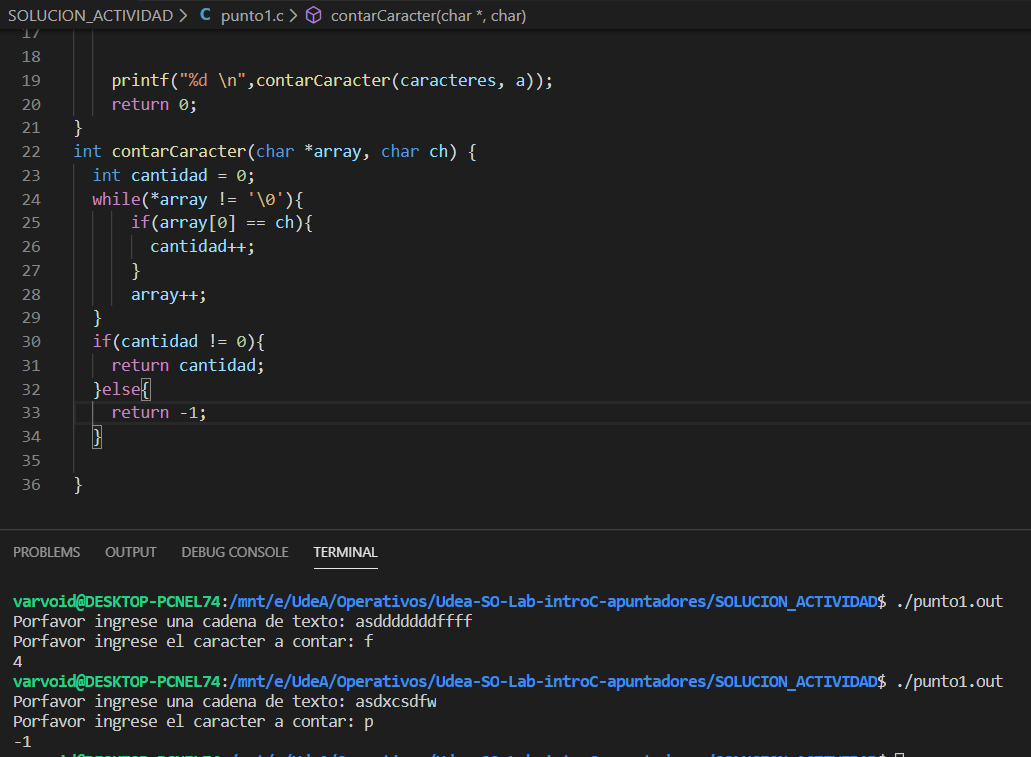 SOLUCION_ACTIVIDAD > C punto1.c > contarCaracter(char *, char)
17
18
19 printf("%d \n",contarCaracter(caracteres, a));
20 return 0;
21 }
22 int contarCaracter(char *array, char ch) {
23 int cantidad = 0;
24 while(*array != '\0'){
25 if(array[0] == ch){
26 cantidad++;
27 }
28 array++;
29 }
30 if(cantidad != 0){
31 return cantidad;
32 }else{
33 return -1;
34 }
35
36 }
PROBLEMS OUTPUT DEBUG CONSOLE TERMINAL
varvoid@DESKTOP-PCNEL74:/mnt/e/UdeA/Operativos/Udea-SO-Lab-introC-apuntadores/SOLUCION_ACTIVIDAD$ ./punto1.out
Porfavor ingrese una cadena de texto: asdddddddffff
Porfavor ingrese el caracter a contar: f
4
varvoid@DESKTOP-PCNEL74:/mnt/e/UdeA/Operativos/Udea-SO-Lab-introC-apuntadores/SOLUCION_ACTIVIDAD$ ./punto1.out
Porfavor ingrese una cadena de texto: asdxcsdfw
Porfavor ingrese el caracter a contar: p
-1